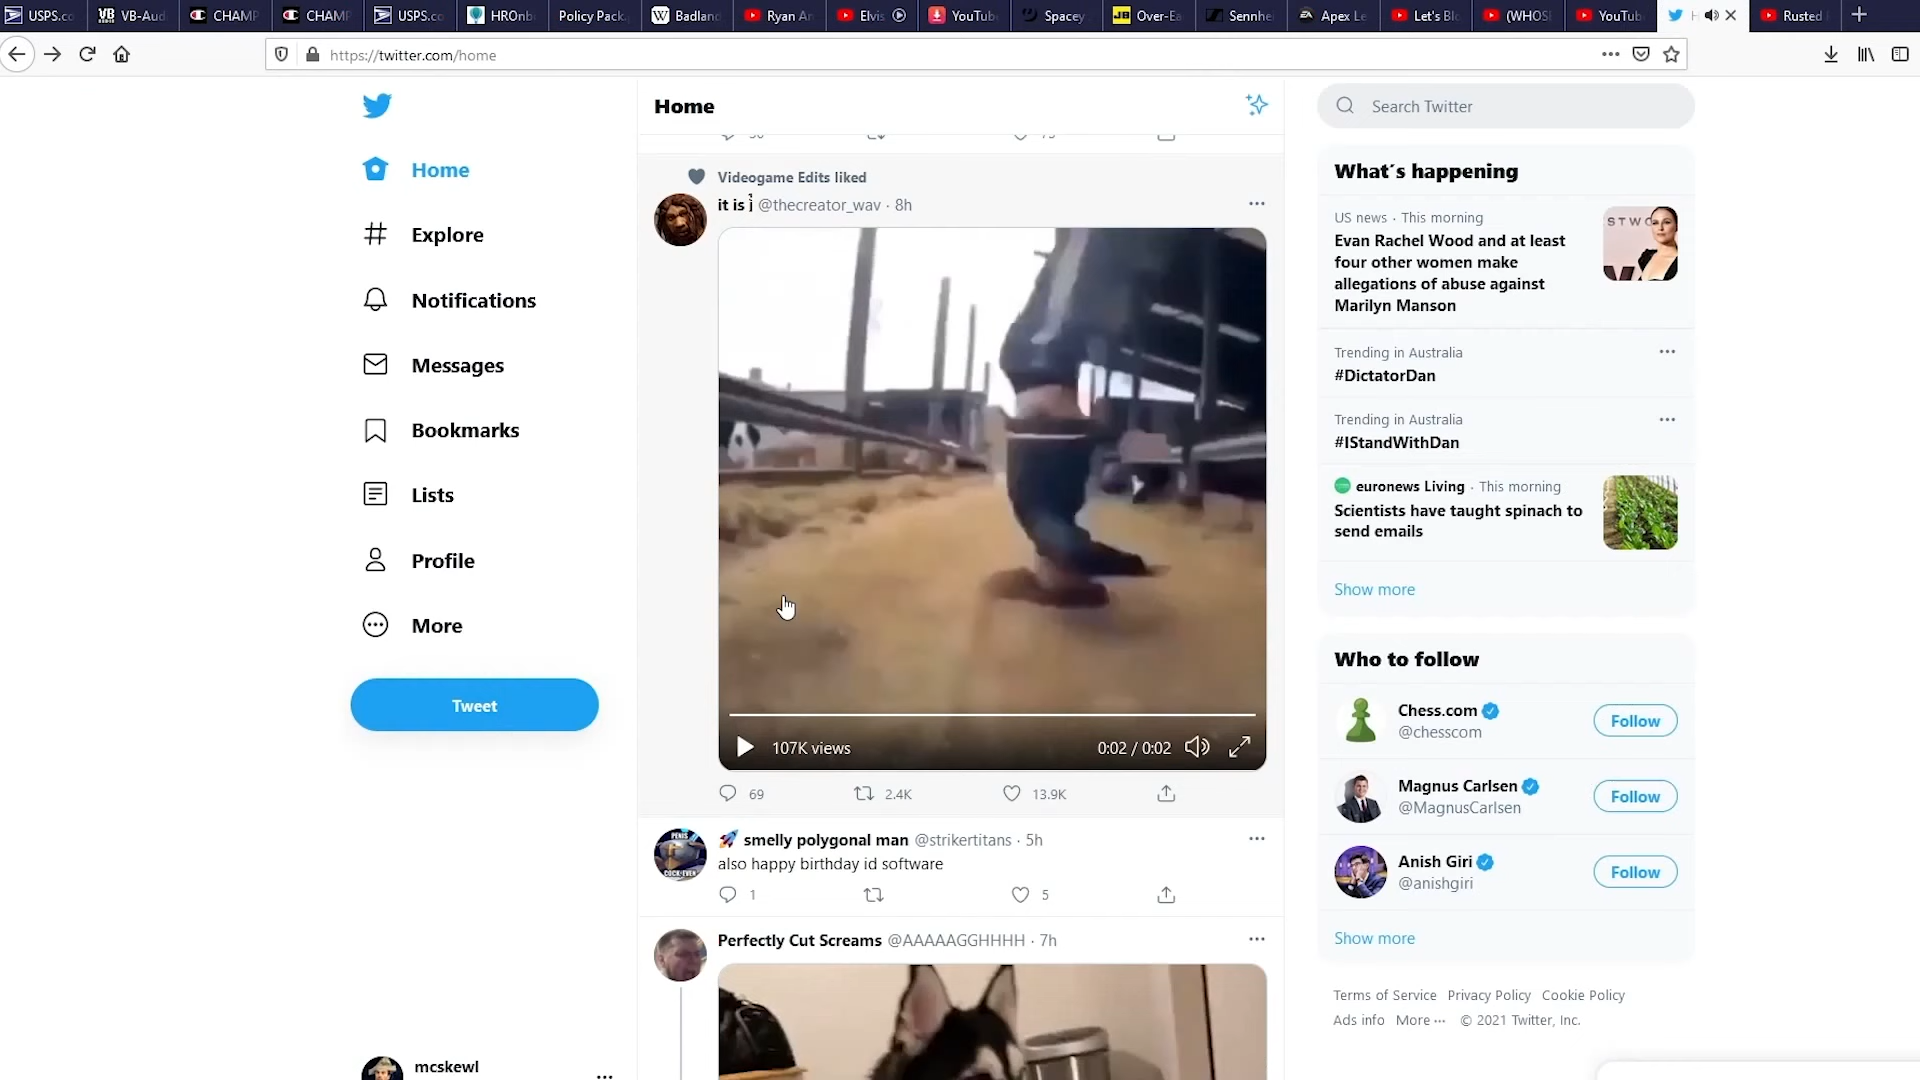 USPS.co
VB-Aud
CHAMP
CHAMP
USPS.co
HROnb
Policy Pack
Badland
Ryan An
Elvis
YouTub
Spacey
Over-Ea
Sennhe
Apex Le
Let's Bl
(WHOS
YouTub
Rusted
https://twitter.com/home
Home
Explore
Notifications
Messages
Bookmarks
Lists
Profile
More
Tweet
mcskewl
Home
Videogame Edits liked
it is @thecreator_wav · 8h
107K views
0:02 / 0:02
69 2.4K 13.9K
smelly polygonal man @strikertitans · 5h
also happy birthday id software
1 5
PENIS
COCK-EVEN
Perfectly Cut Screams @AAAAAGGHHHH · 7h
Search Twitter
What's happening
US news · This morning
Evan Rachel Wood and at least
four other women make
allegations of abuse against
Marilyn Manson
STWO
Trending in Australia
#DictatorDan
Trending in Australia
#IStandWithDan
euronews Living · This morning
Scientists have taught spinach to
send emails
Show more
Who to follow
Chess.com
@chesscom
Follow
Magnus Carlsen
@MagnusCarlsen
Follow
Anish Giri
@anishgiri
Follow
Show more
Terms of Service Privacy Policy Cookie Policy
Ads info More ··· © 2021 Twitter, Inc.